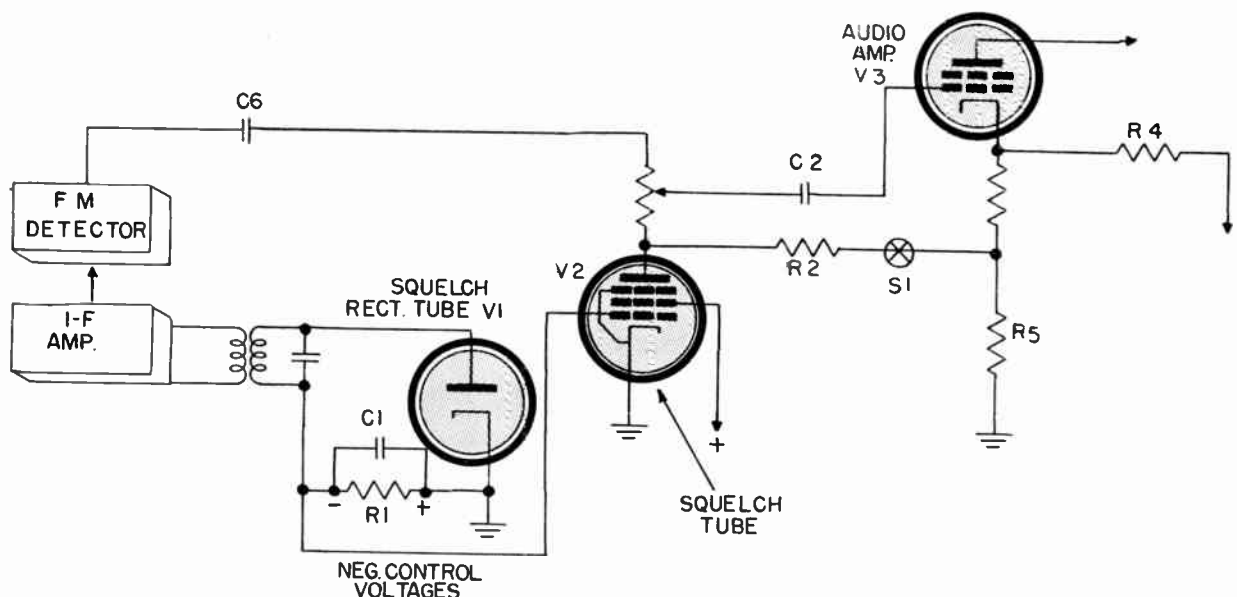 AUDIO
AMP.
V3
C6
R4
C2
FM
DETECTOR
V2
R2
S1
SQUELCH
RECT. TUBE V1
I-F
AMP.
R5
C1
+
-
R1
+
SQUELCH
TUBE
NEG. CONTROL
VOLTAGES